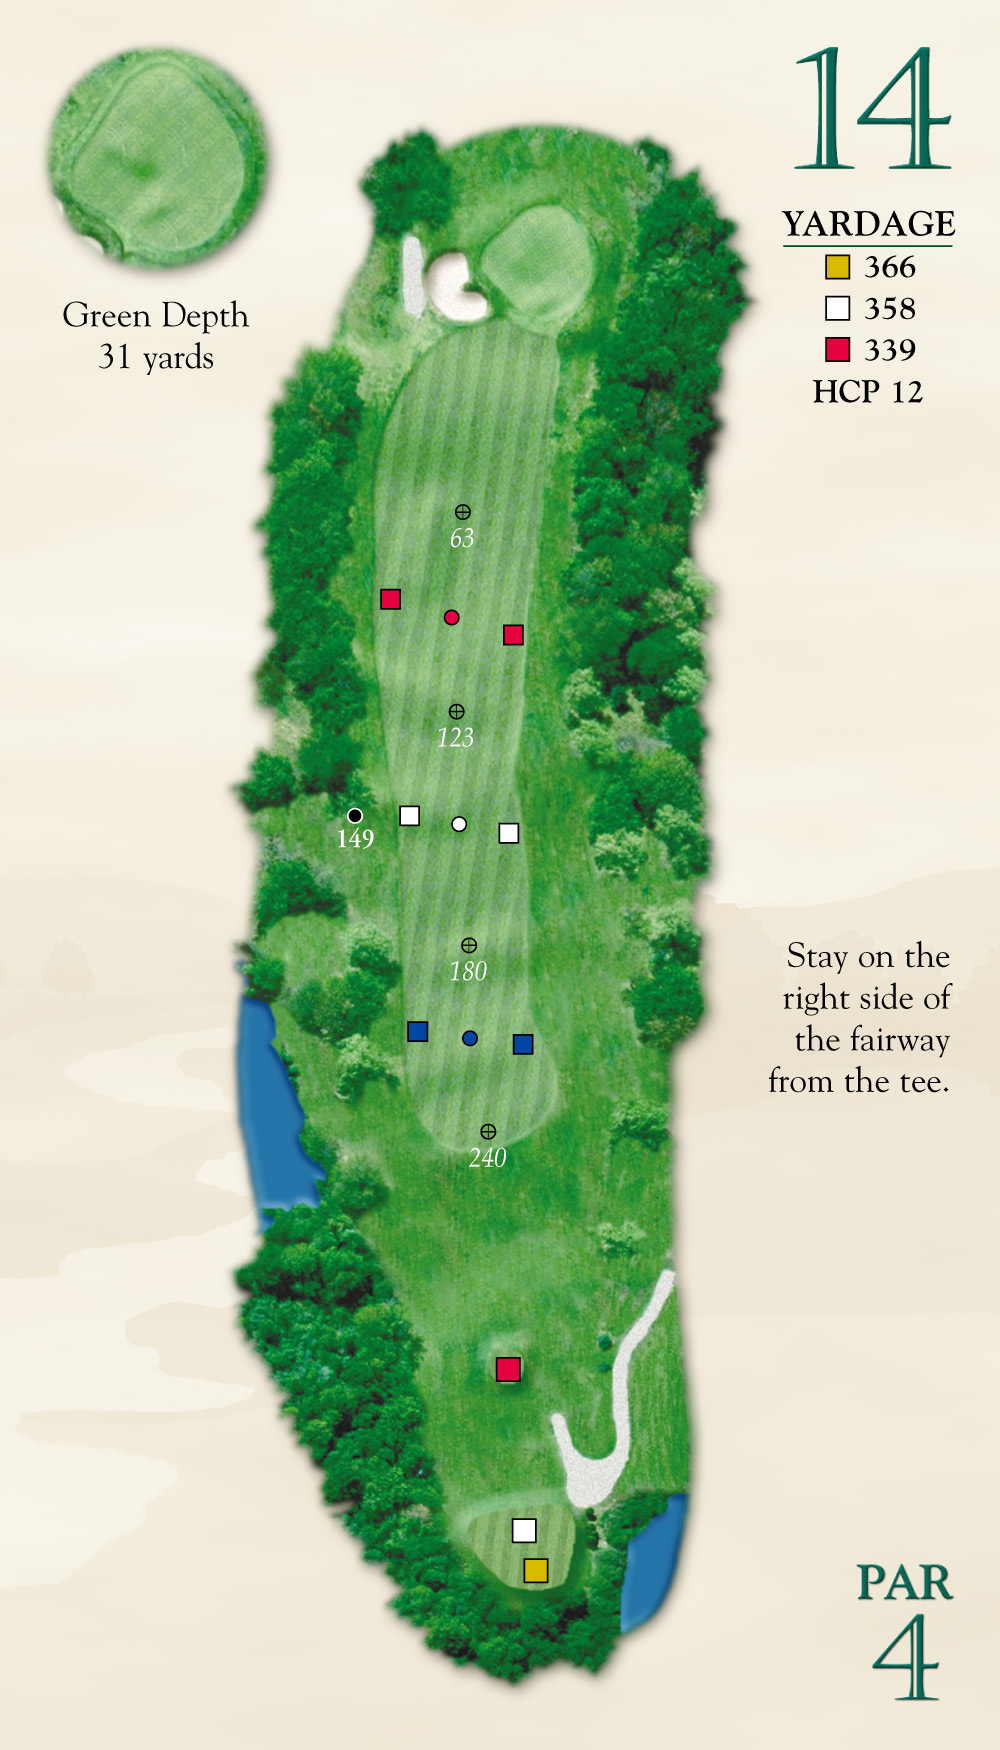 14
YARDAGE
366
358
339
HCP 12
Green Depth
31 yards
63
123
149
180
Stay on the
right side of
the fairway
from the tee.
240
PAR
4